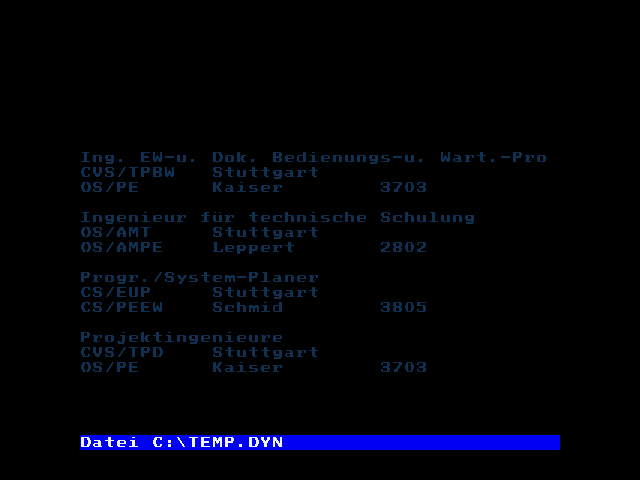 Ing. EW-u. Dok. Bedienungs-u. Wart.-Pro
CVS/TPBW Stuttgart
OS/PE Kaiser 3703
Ingenieur für technische Schulung
OS/AMT Stuttgart
OS/AMPE Leppert 2802
Progr./System-Planer
CS/EUP Stuttgart
CS/PEEW Schmid 3805
Projektingenieure
CVS/TPD Stuttgart
OS/PE Kaiser 3703
Datei C:\TEMP.DYN